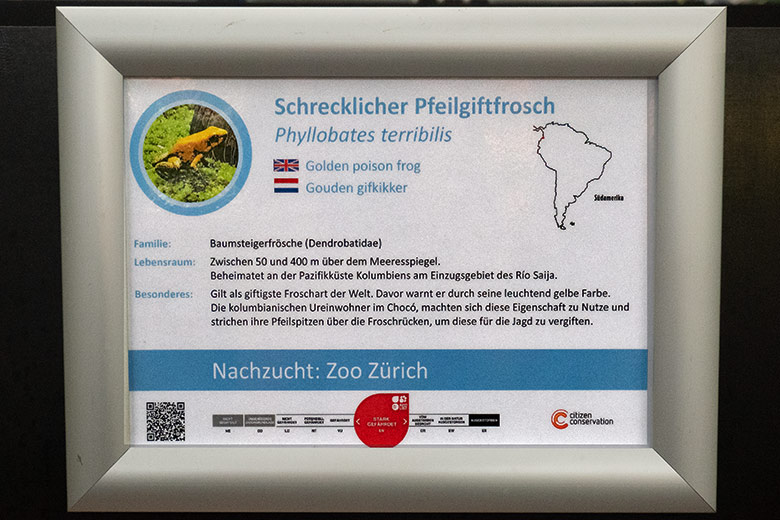 Schrecklicher Pfeilgiftfrosch
Phyllobates terribilis
Golden poison frog
Gouden gifkikker
Südamerika
Familie: Baumsteigerfrösche (Dendrobatidae)
Lebensraum: Zwischen 50 und 400 m über dem Meeresspiegel.
Beheimatet an der Pazifikküste Kolumbiens am Einzugsgebiet des Río Saija.
Besonderes: Gilt als giftigste Froschart der Welt. Davor warnt er durch seine leuchtend gelbe Farbe.
Die kolumbianischen Ureinwohner im Chocó, machten sich diese Eigenschaft zu Nutze und
strichen ihre Pfeilspitzen über die Froschrücken, um diese für die Jagd zu vergiften.
Nachzucht: Zoo Zürich
STARK
GEFÄHRDET
citizen
conservation